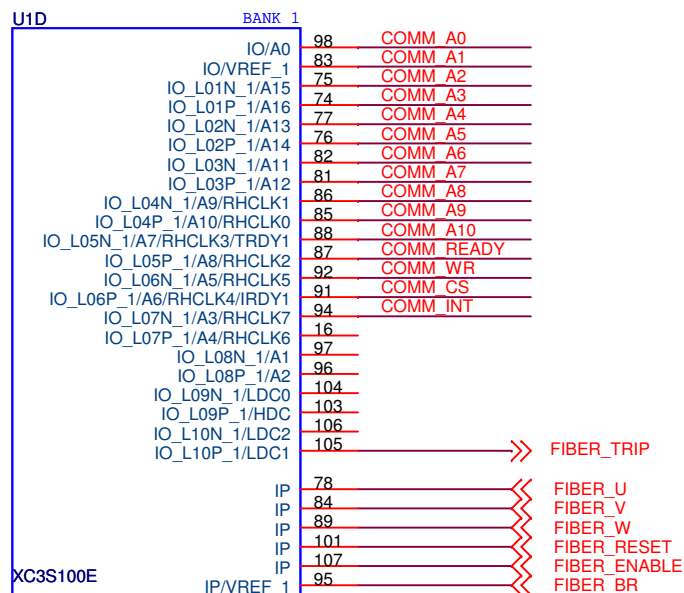 U1D BANK 1
IO/A0 98 COMM_A0
IO/VREF_1 83 COMM_A1
IO_L01N_1/A15 75 COMM_A2
IO_L01P_1/A16 74 COMM_A3
IO_L02N_1/A13 77 COMM_A4
IO_L02P_1/A14 76 COMM_A5
IO_L03N_1/A11 82 COMM_A6
IO_L03P_1/A12 81 COMM_A7
IO_L04N_1/A9/RHCLK1 86 COMM_A8
IO_L04P_1/A10/RHCLK0 85 COMM_A9
IO_L05N_1/A7/RHCLK3/TRDY1 88 COMM_A10
IO_L05P_1/A8/RHCLK2 87 COMM_READY
IO_L06N_1/A5/RHCLK5 92 COMM_WR
IO_L06P_1/A6/RHCLK4/IRDY1 91 COMM_CS
IO_L07N_1/A3/RHCLK7 94 COMM_INT
IO_L07P_1/A4/RHCLK6 16
IO_L08N_1/A1 97
IO_L08P_1/A2 96
IO_L09N_1/LDC0 104
IO_L09P_1/HDC 103
IO_L10N_1/LDC2 106
IO_L10P_1/LDC1 105 FIBER_TRIP
IP 78 FIBER_U
IP 84 FIBER_V
IP 89 FIBER_W
IP 101 FIBER_RESET
IP 107 FIBER_ENABLE
XC3S100E IP/VREF_1 95 FIBER_BR